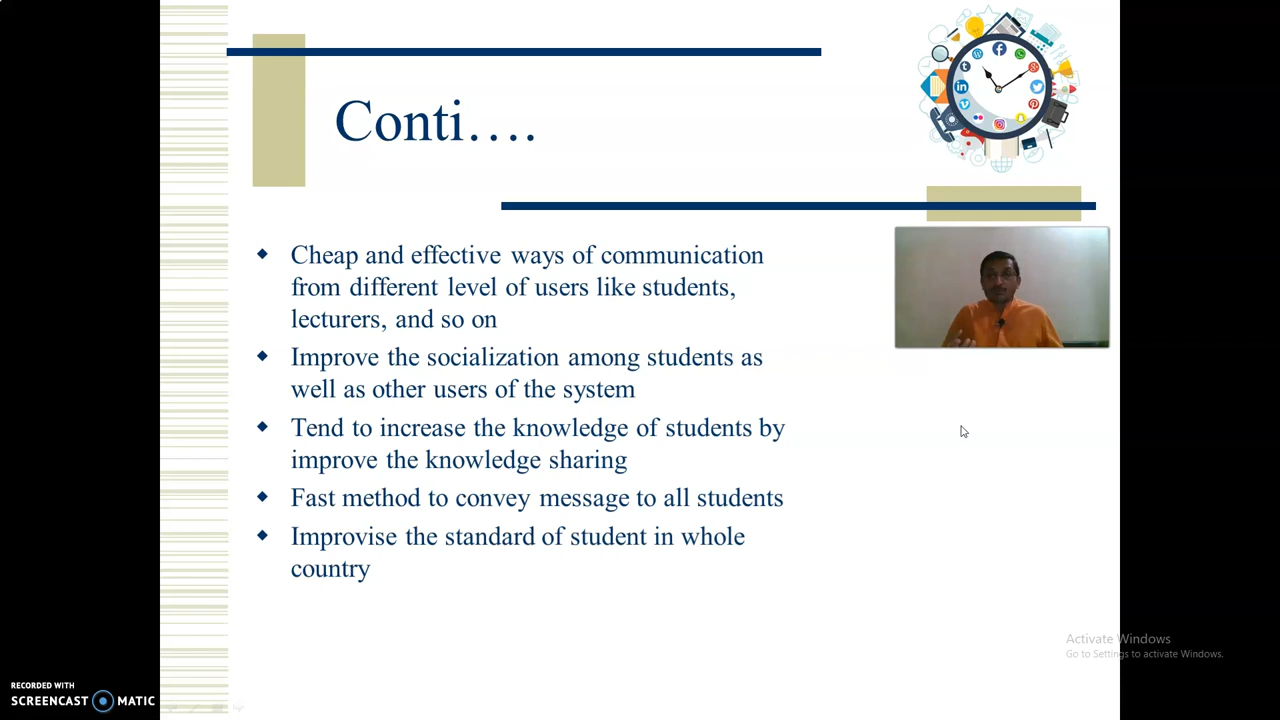 Conti....
Cheap and effective ways of communication
from different level of users like students,
lecturers, and so on
Improve the socialization among students as
well as other users of the system
Tend to increase the knowledge of students by
improve the knowledge sharing
Fast method to convey message to all students
Improvise the standard of student in whole
country
Activate Windows
Go to Settings to activate Windows.
RECORDED WITH
SCREENCAST MATIC